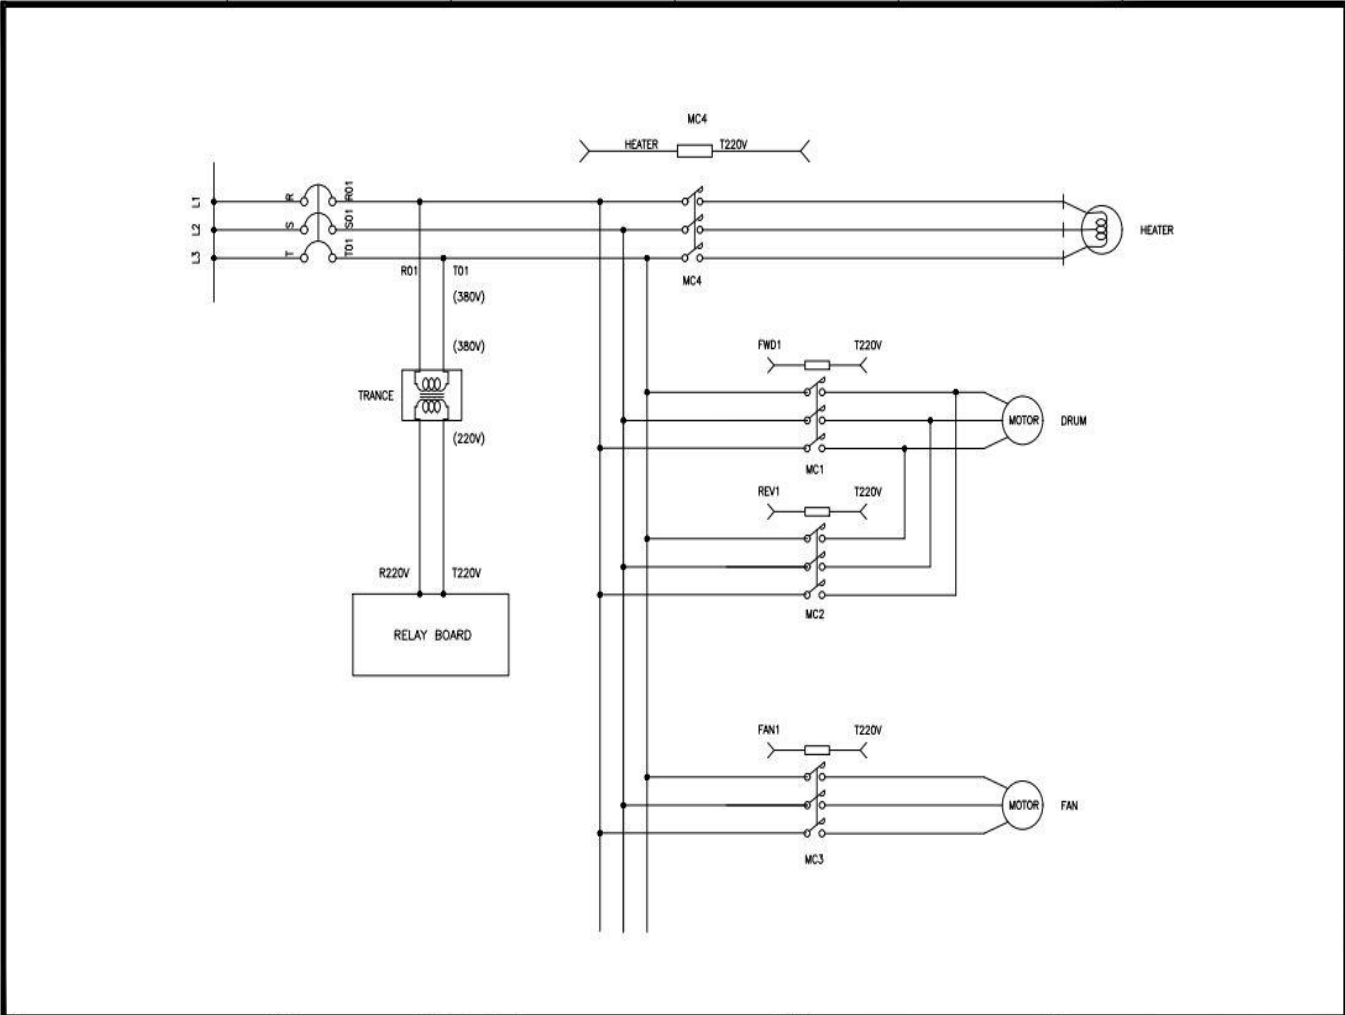 MC4
HEATER T220V
L1 R R01
L2 S S01
L3 T T01
HEATER
MC4
R01 T01
(380V)
(380V)
TRANCE
(220V)
R220V T220V
RELAY BOARD
FWD1 T220V
MOTOR DRUM
MC1
REV1 T220V
MC2
FAN1 T220V
MOTOR FAN
MC3